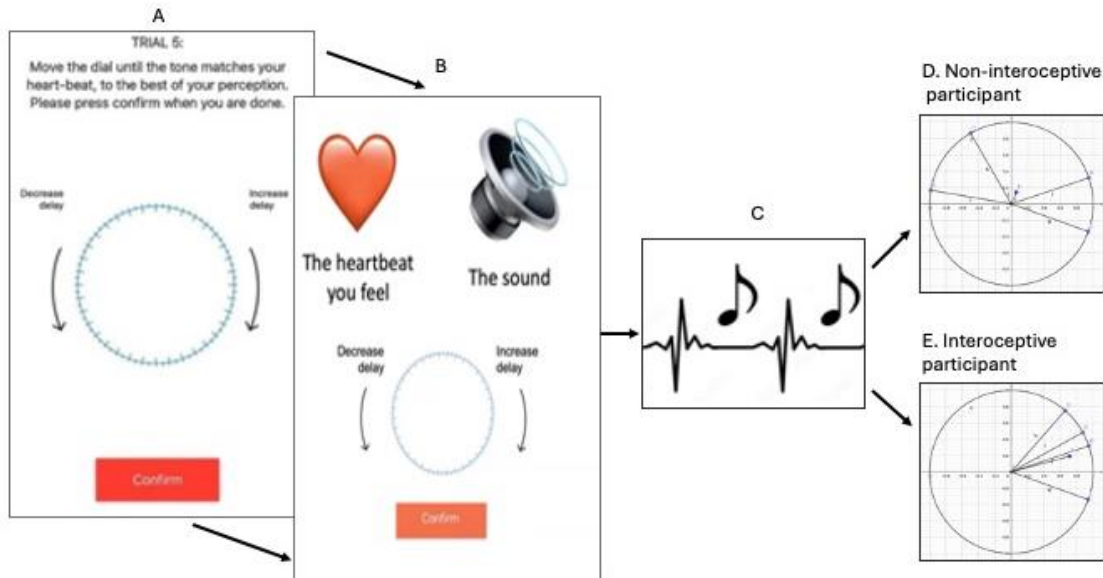 A
TRIAL 5:
Move the dial until the tone matches your
heart-beat, to the best of your perception.
Please press confirm when you are done.
Decrease
delay
Increase
delay
Confirm
B
The heartbeat
you feel
The sound
Decrease
delay
Increase
delay
Confirm
C
D. Non-interoceptive
participant
E. Interoceptive
participant